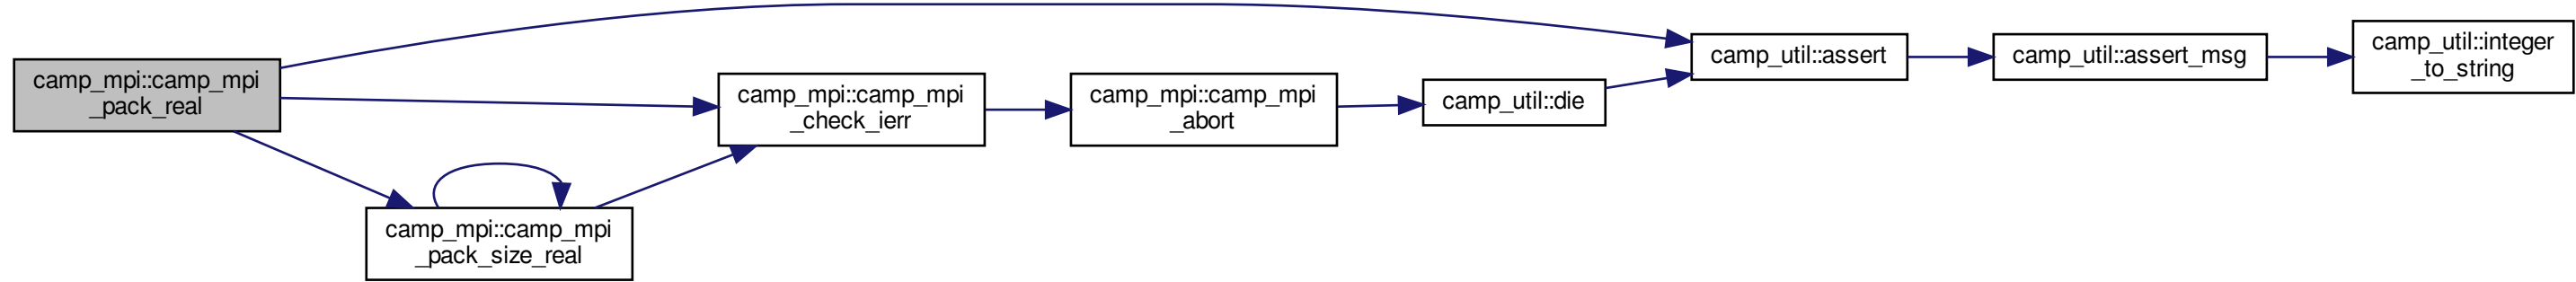 camp_mpi::camp_mpi
_pack_real
camp_mpi::camp_mpi
_pack_size_real
camp_mpi::camp_mpi
_check_ierr
camp_mpi::camp_mpi
_abort
camp_util::die
camp_util::assert
camp_util::assert_msg
camp_util::integer
_to_string